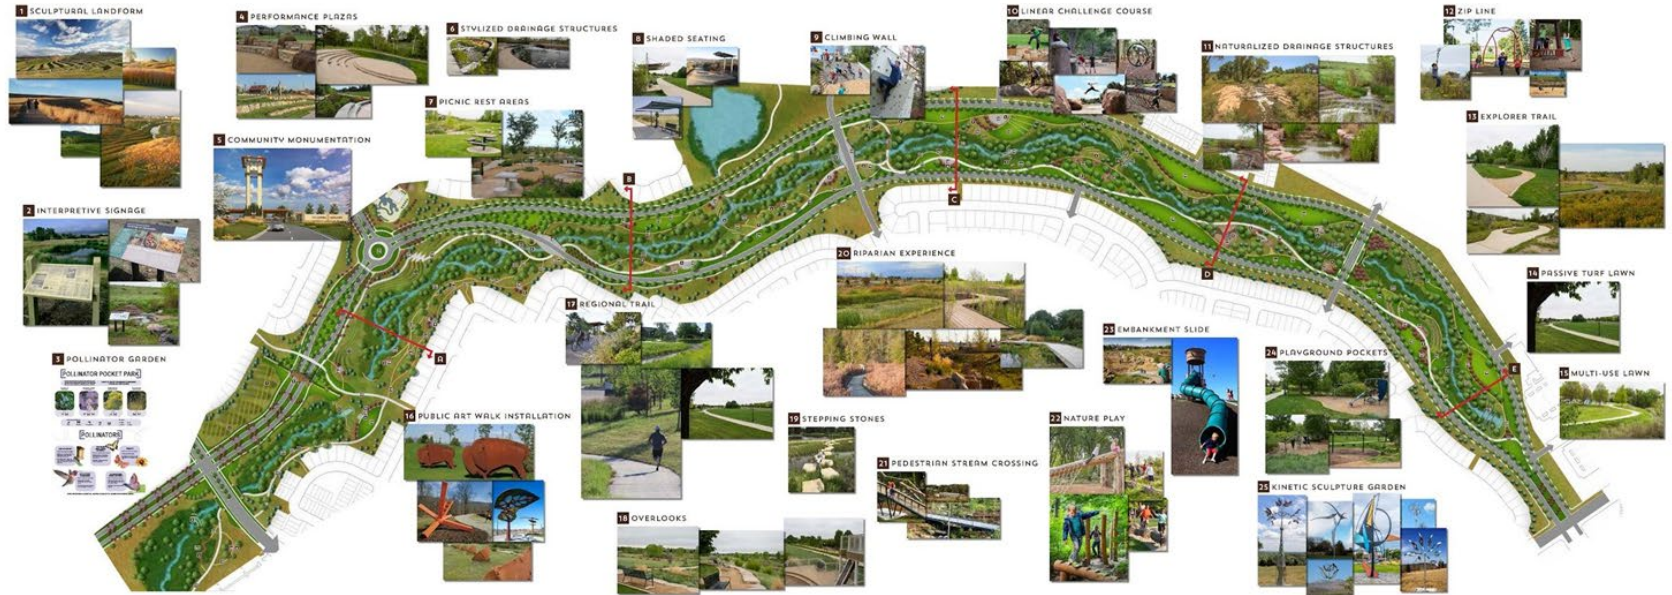 1 SCULPTURAL LANDFORM
2 INTERPRETIVE SIGNAGE
3 POLLINATOR GARDEN
POLLINATOR POCKET PARK
POLLINATORS
4 PERFORMANCE PLAZAS
5 COMMUNITY MONUMENTATION
6 STYLIZED DRAINAGE STRUCTURES
7 PICNIC REST AREAS
8 SHADED SEATING
9 CLIMBING WALL
10 LINEAR CHALLENGE COURSE
11 NATURALIZED DRAINAGE STRUCTURES
12 ZIP LINE
13 EXPLORER TRAIL
14 PASSIVE TURF LAWN
15 MULTI-USE LAWN
16 PUBLIC ART WALK INSTALLATION
17 REGIONAL TRAIL
18 OVERLOOKS
19 STEPPING STONES
20 RIPARIAN EXPERIENCE
21 PEDESTRIAN STREAM CROSSING
22 NATURE PLAY
23 EMBANKMENT SLIDE
24 PLAYGROUND POCKETS
25 KINETIC SCULPTURE GARDEN
A
B
C
D
E